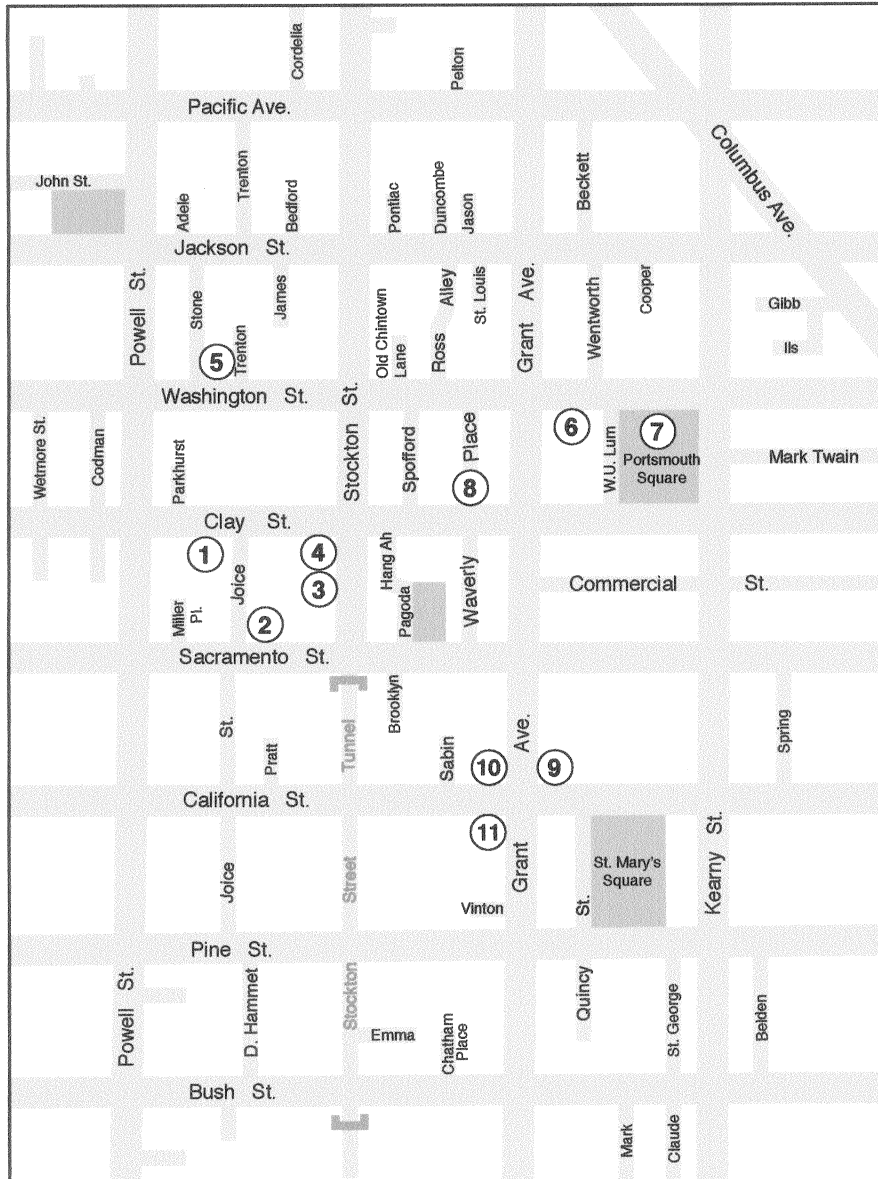 Cordelia
Pelton
Pacific Ave.
Columbus Ave.
John St.
Adele
Trenton
Bedford
Pontiac
Duncombe
Jason
Beckett
Jackson St.
Powell St.
Stone
James
Old Chintown
Lane
Ross Alley
St. Louis
Grant Ave.
Wentworth
Cooper
Gibb
Ils
5
Trenton
Washington St.
Stockton St.
Wetmore St.
Codman
Parkhurst
Spofford
Waverly Place
6
W.U. Lum
7
Portsmouth
Square
Mark Twain
8
Clay St.
1
Joice St.
4
3
Hang Ah
Commercial St.
Miller
Pl.
2
Pagoda
Sacramento St.
Brooklyn
Pratt
Stockton Street Tunnel
Sabin
10
Grant Ave.
9
Spring
California St.
11
Joice
St. Mary's
Square
Kearny St.
Vinton
Quincy St.
Pine St.
Powell St.
D. Hammet
Emma
Chatham
Place
St. George
Belden
Bush St.
Mark
Claude